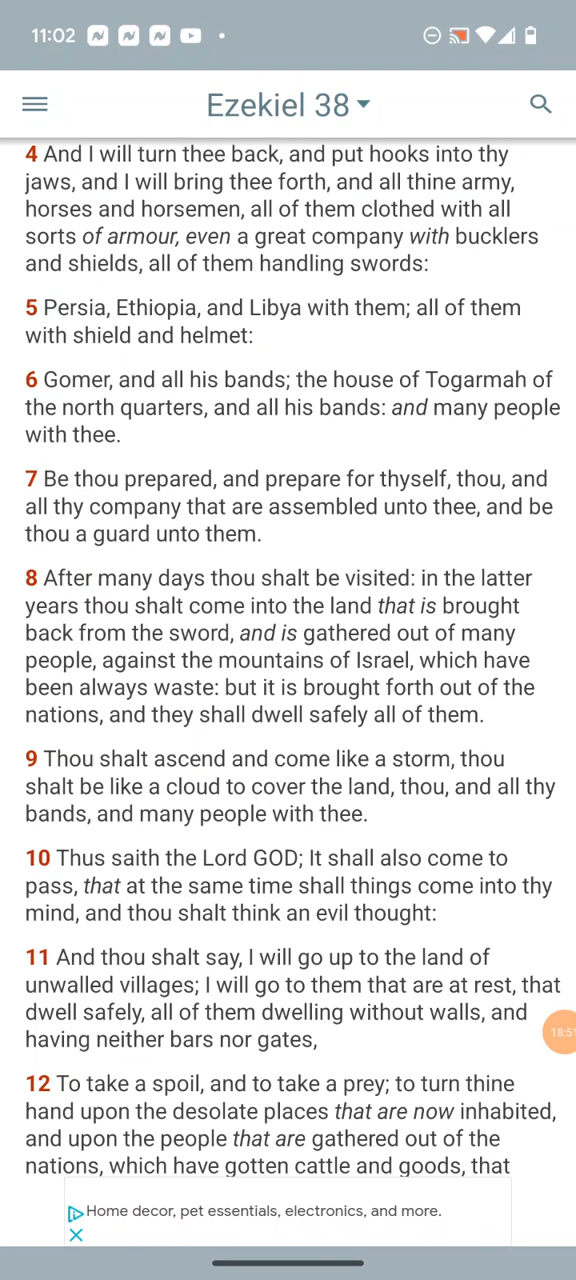 11:02
Ezekiel 38
4 And I will turn thee back, and put hooks into thy
jaws, and I will bring thee forth, and all thine army,
horses and horsemen, all of them clothed with all
sorts of armour, even a great company with bucklers
and shields, all of them handling swords:
5 Persia, Ethiopia, and Libya with them; all of them
with shield and helmet:
6 Gomer, and all his bands; the house of Togarmah of
the north quarters, and all his bands: and many people
with thee.
7 Be thou prepared, and prepare for thyself, thou, and
all thy company that are assembled unto thee, and be
thou a guard unto them.
8 After many days thou shalt be visited: in the latter
years thou shalt come into the land that is brought
back from the sword, and is gathered out of many
people, against the mountains of Israel, which have
been always waste: but it is brought forth out of the
nations, and they shall dwell safely all of them.
9 Thou shalt ascend and come like a storm, thou
shalt be like a cloud to cover the land, thou, and all thy
bands, and many people with thee.
10 Thus saith the Lord GOD; It shall also come to
pass, that at the same time shall things come into thy
mind, and thou shalt think an evil thought:
11 And thou shalt say, I will go up to the land of
unwalled villages; I will go to them that are at rest, that
dwell safely, all of them dwelling without walls, and
having neither bars nor gates,
18:51
12 To take a spoil, and to take a prey; to turn thine
hand upon the desolate places that are now inhabited,
and upon the people that are gathered out of the
nations, which have gotten cattle and goods, that
Home decor, pet essentials, electronics, and more.